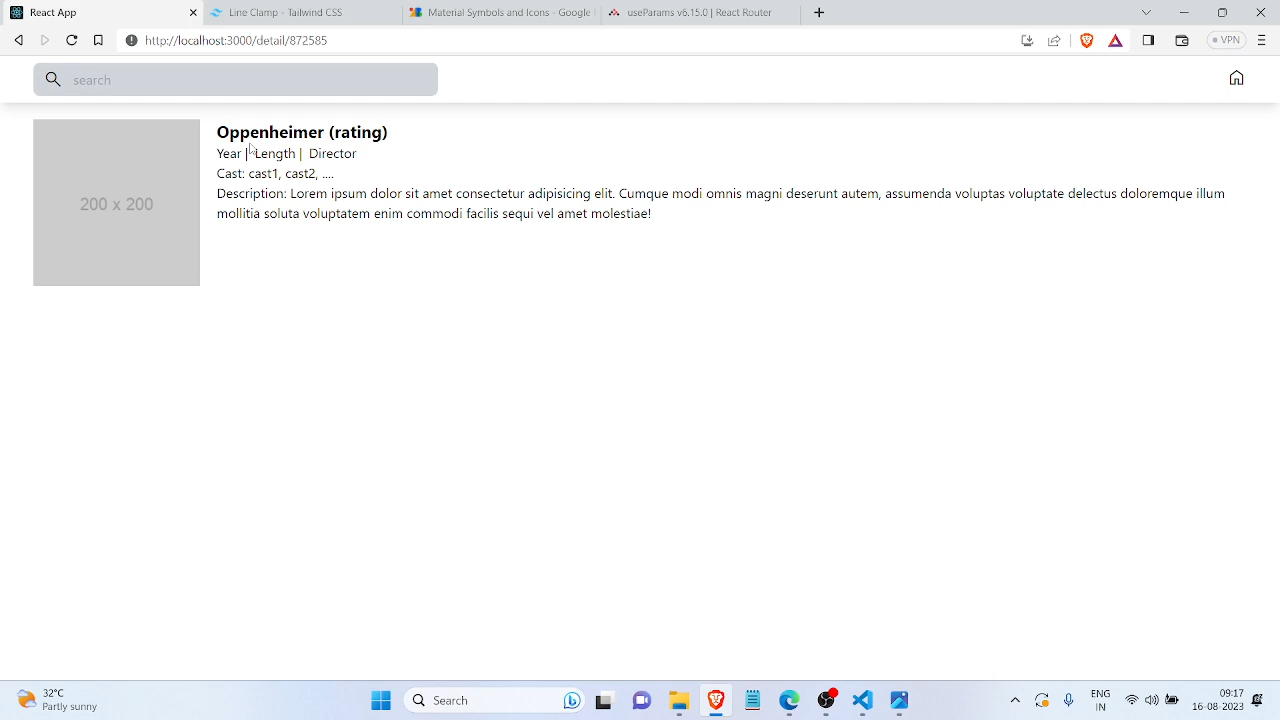 React App
Line Clamp - Tailwind CSS
Material Symbols and Icons - Google
useParams v6.15.0 | React Router
http://localhost:3000/detail/872585
VPN
search
200 x 200
Oppenheimer (rating)
Year | Length | Director
Cast: cast1, cast2, ....
Description: Lorem ipsum dolor sit amet consectetur adipisicing elit. Cumque modi omnis magni deserunt autem, assumenda voluptas voluptate delectus doloremque illum
mollitia soluta voluptatem enim commodi facilis sequi vel amet molestiae!
32°C
Partly sunny
Search
ENG
IN
09:17
16-08-2023